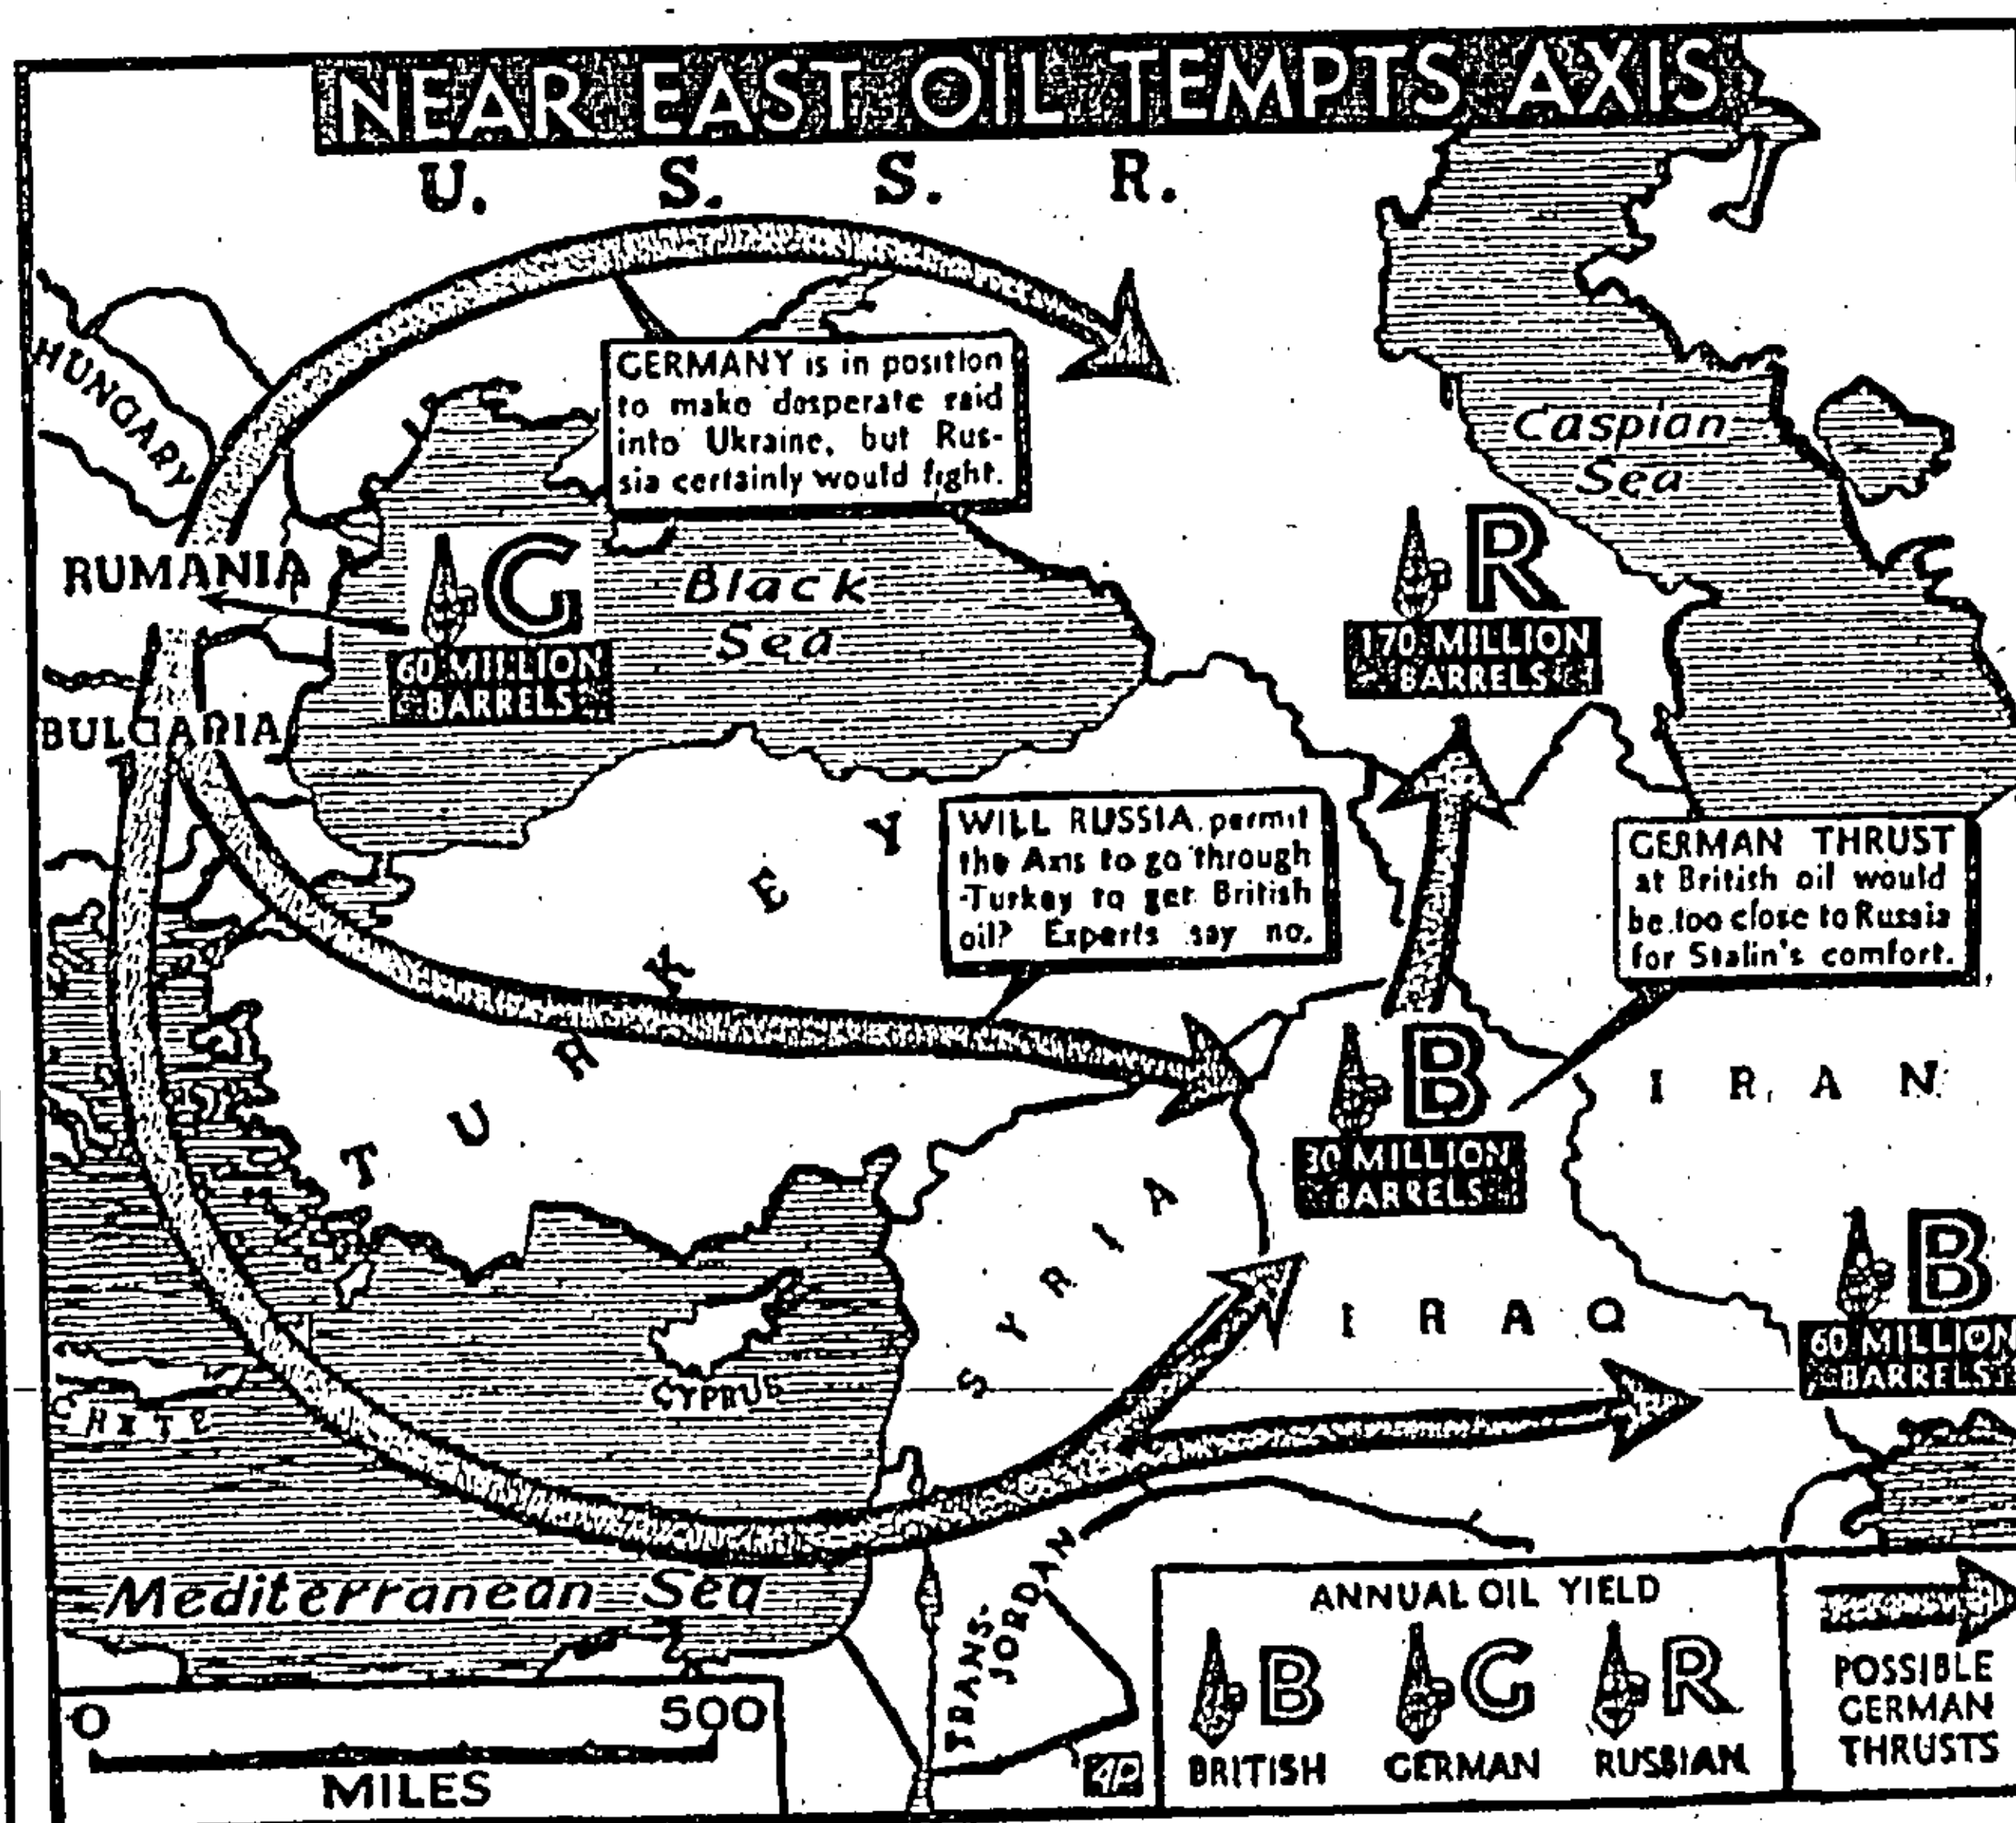 NEAR EAST OIL TEMPTS AXIS
U. S. S. R.
HUNGARY
GERMANY is in position
to make desperate raid
into Ukraine, but Rus-
sia certainly would fight.
Caspian
Sea
RUMANIA
G
60 MILLION
BARRELS
Black
Sea
R
170 MILLION
BARRELS
BULGARIA
WILL RUSSIA permit
the Axis to go through
Turkey to get British
oil? Experts say no.
GERMAN THRUST
at British oil would
be too close to Russia
for Stalin's comfort.
TURKEY
B
30 MILLION
BARRELS
IRAN
SYRIA
IRAQ
B
60 MILLION
BARRELS
CYPRUS
CRETE
Mediterranean Sea
TRANS-
JORDAN
0 500
MILES
AP
ANNUAL OIL YIELD
B G R
BRITISH GERMAN RUSSIAN
POSSIBLE
GERMAN
THRUSTS